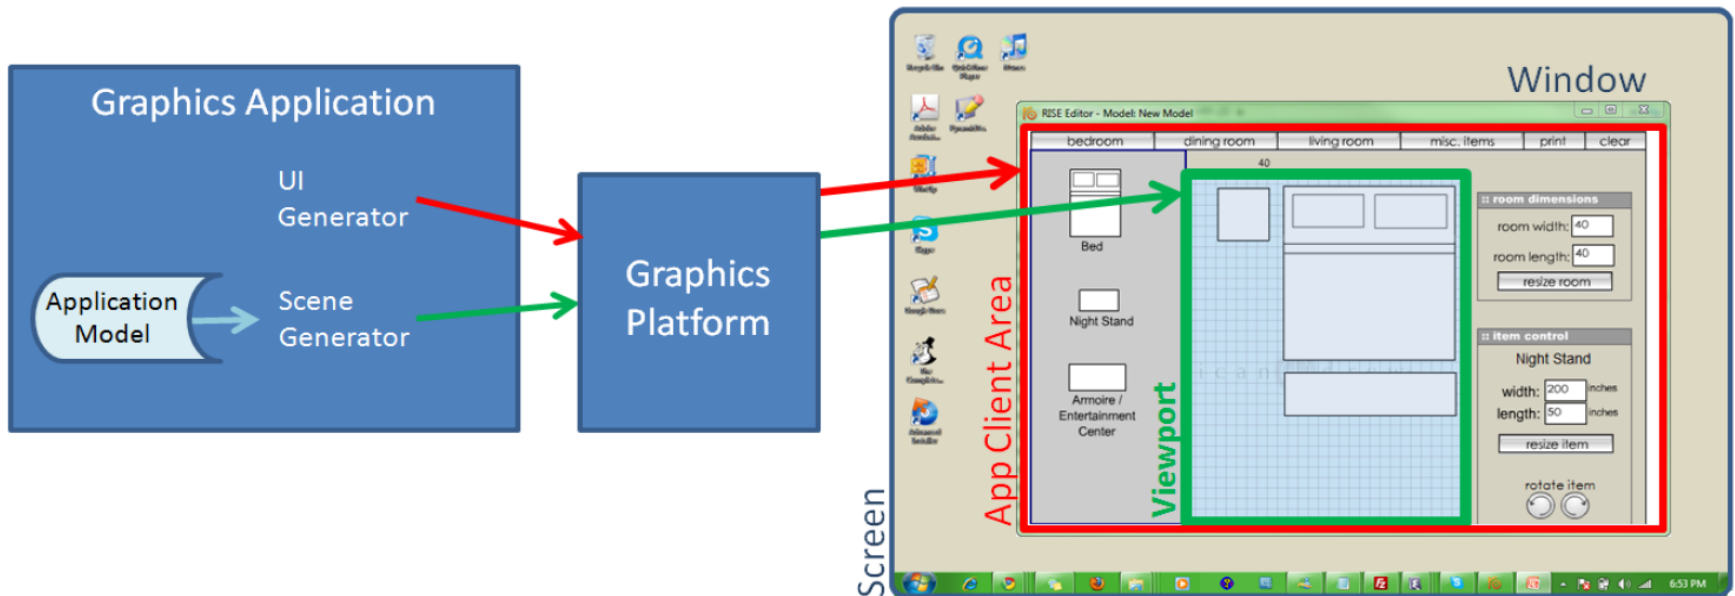 Graphics Application
UI
Generator
Application
Model
Scene
Generator
Graphics
Platform
Screen
Window
App Client Area
Viewport
Skype
RISE Editor - Model: New Model
bedroom
dining room
living room
misc. items
print
clear
40
Bed
Night Stand
Armoire /
Entertainment
Center
:: room dimensions
room width: 40
room length: 40
resize room
:: item control
Night Stand
width: 200 inches
length: 50 inches
resize item
rotate item
6:53 PM